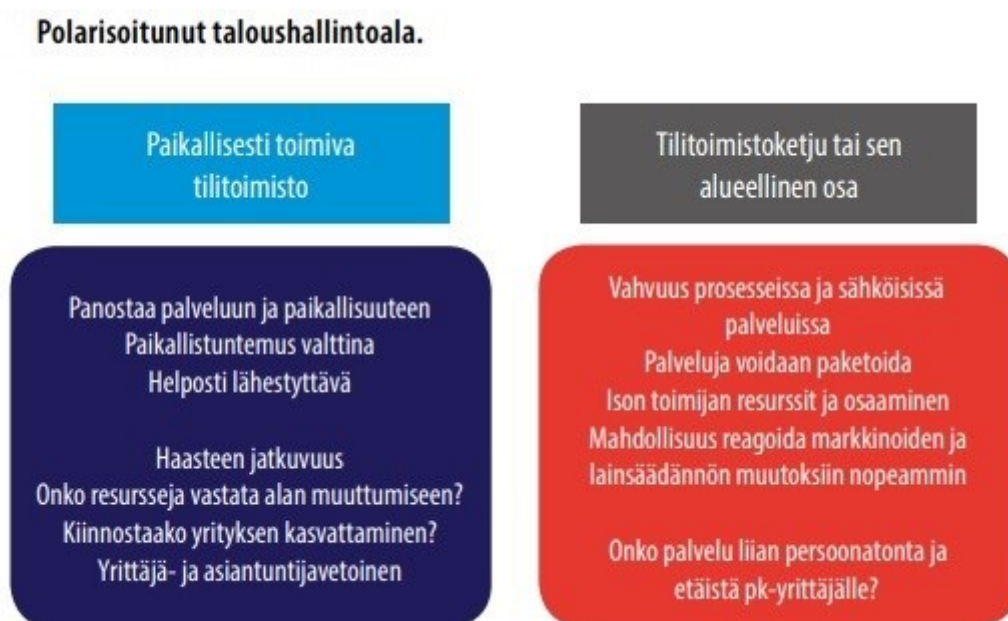 Polarisoitunut taloushallintoala.
Paikallisesti toimiva
tilitoimisto
Panostaa palveluun ja paikallisuuteen
Paikallistuntemus valttina
Helposti lähestyttävä
Haasteen jatkuvuus
Onko resursseja vastata alan muuttumiseen?
Kiinnostaako yrityksen kasvattaminen?
Yrittäjä- ja asiantuntijavetoinen
Tilitoimistoketju tai sen
alueellinen osa
Vahvuus prosesseissa ja sähköisissä
palveluissa
Palveluja voidaan paketoida
Ison toimijan resurssit ja osaaminen
Mahdollisuus reagoida markkinoiden ja
lainsäädännön muutoksiin nopeammin
Onko palvelu liian persoonatonta ja
etäistä pk-yrittäjälle?